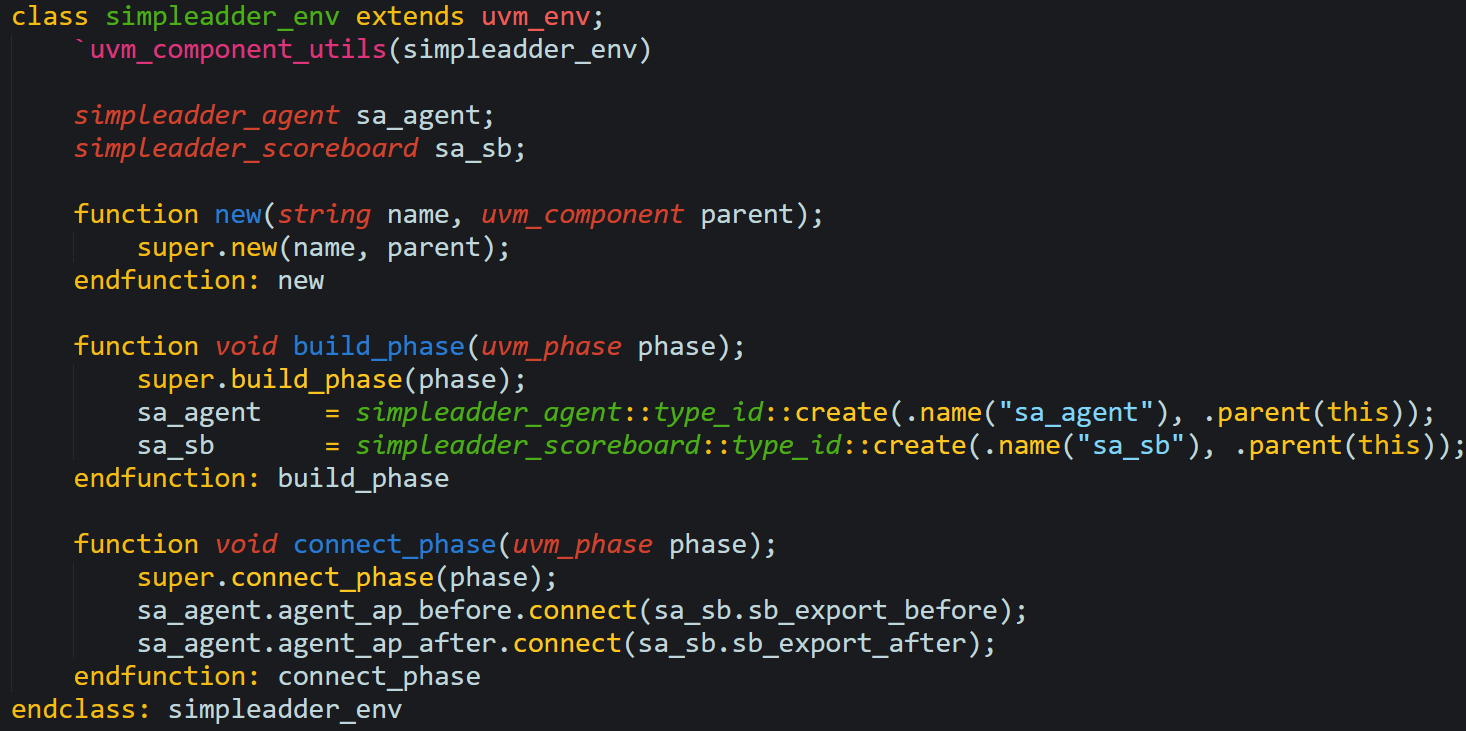 class simpleadder_env extends uvm_env;
    `uvm_component_utils(simpleadder_env)

    simpleadder_agent sa_agent;
    simpleadder_scoreboard sa_sb;

    function new(string name, uvm_component parent);
        super.new(name, parent);
    endfunction: new

    function void build_phase(uvm_phase phase);
        super.build_phase(phase);
        sa_agent    = simpleadder_agent::type_id::create(.name("sa_agent"), .parent(this));
        sa_sb       = simpleadder_scoreboard::type_id::create(.name("sa_sb"), .parent(this));
    endfunction: build_phase

    function void connect_phase(uvm_phase phase);
        super.connect_phase(phase);
        sa_agent.agent_ap_before.connect(sa_sb.sb_export_before);
        sa_agent.agent_ap_after.connect(sa_sb.sb_export_after);
    endfunction: connect_phase
endclass: simpleadder_env